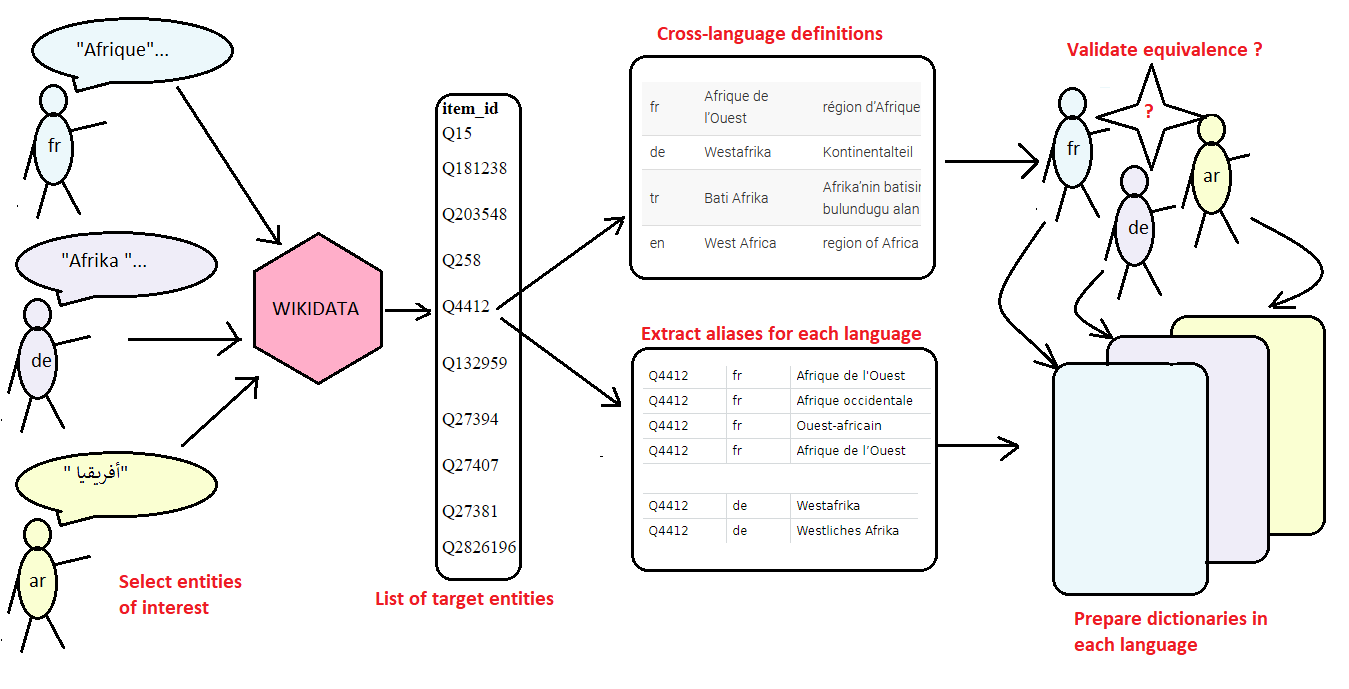 "Afrique"...
fr
"Afrika "...
de
"أفريقيا "
ar
Select entities
of interest
WIKIDATA
item_id
Q15
Q181238
Q203548
Q258
Q4412
Q132959
Q27394
Q27407
Q27381
Q2826196
List of target entities
Cross-language definitions
fr Afrique de l’Ouest région d’Afrique
de Westafrika Kontinentalteil
tr Bati Afrika Afrika’nin batisin bulundugu alan
en West Africa region of Africa
Extract aliases for each language
Q4412 fr Afrique de l'Ouest
Q4412 fr Afrique occidentale
Q4412 fr Ouest-africain
Q4412 fr Afrique de l’Ouest
Q4412 de Westafrika
Q4412 de Westliches Afrika
Validate equivalence ?
?
fr
ar
de
Prepare dictionaries in
each language